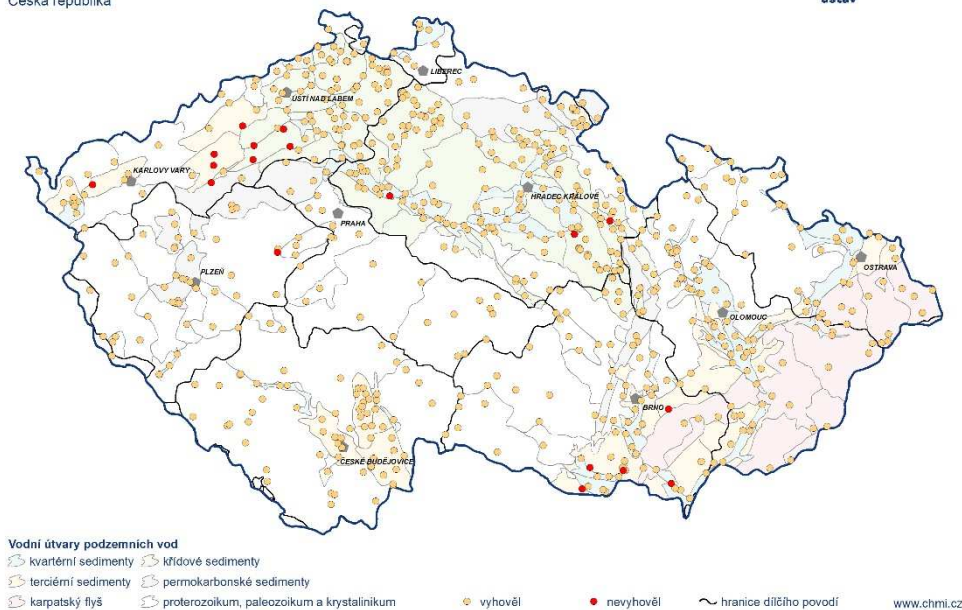 Česká republika
ústav
LIBEREC
ÚSTÍ NAD LABEM
KARLOVY VARY
HRADEC KRÁLOVÉ
PRAHA
OSTRAVA
PLZEŇ
OLOMOUC
BRNO
ČESKÉ BUDĚJOVICE
Vodní útvary podzemních vod
kvartérní sedimenty křídové sedimenty
terciérní sedimenty permokarbonské sedimenty
karpatský flyš proterozoikum, paleozoikum a krystalinikum vyhověl nevyhověl hranice dílčího povodí www.chmi.cz